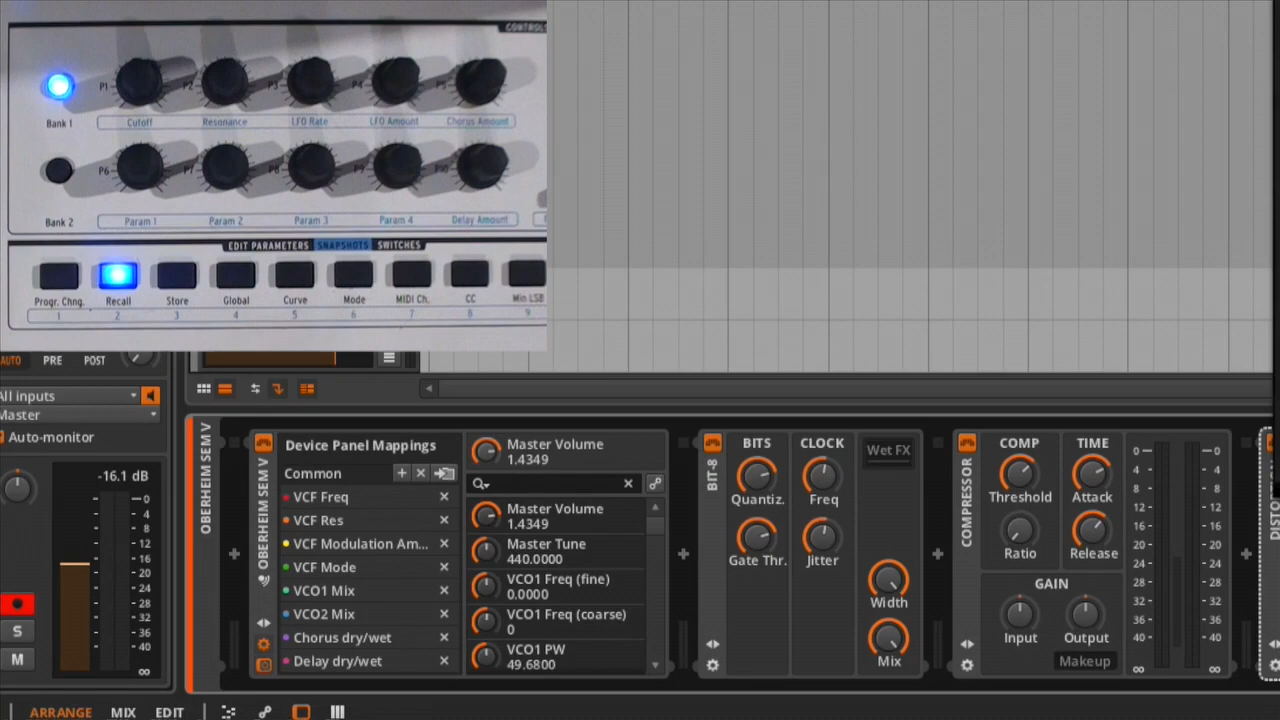 CONTROLS
P1 P2 P3 P4 P5
Bank 1
Cutoff Resonance LFO Rate LFO Amount Chorus Amount
P6 P7 P8 P9 P10
Bank 2
Param 1 Param 2 Param 3 Param 4 Delay Amount
EDIT PARAMETERS SNAPSHOTS SWITCHES
Progr. Chng. Recall Store Global Curve Mode MIDI Ch. CC Min LSB
1 2 3 4 5 6 7 8 9
AUTO PRE POST
All inputs
Master
Auto-monitor
-16.1 dB
0
4
8
12
16
20
24
28
32
36
40
∞
S
M
OBERHEIM SEM V
OBERHEIM SEM V
Device Panel Mappings
Common
VCF Freq
VCF Res
VCF Modulation Am...
VCF Mode
VCO1 Mix
VCO2 Mix
Chorus dry/wet
Delay dry/wet
Master Volume
1.4349
Master Volume
1.4349
Master Tune
440.0000
VCO1 Freq (fine)
0.0000
VCO1 Freq (coarse)
0
VCO1 PW
49.6800
BIT-8
BITS
Quantiz.
Gate Thr.
CLOCK
Freq
Jitter
Wet FX
Width
Mix
COMPRESSOR
COMP
Threshold
Ratio
TIME
Attack
Release
GAIN
Input
Output
Makeup
0 0
4 4
8 8
12 12
16 16
20 20
24 24
28 28
32 32
36 36
40 40
∞ ∞
ARRANGE MIX EDIT